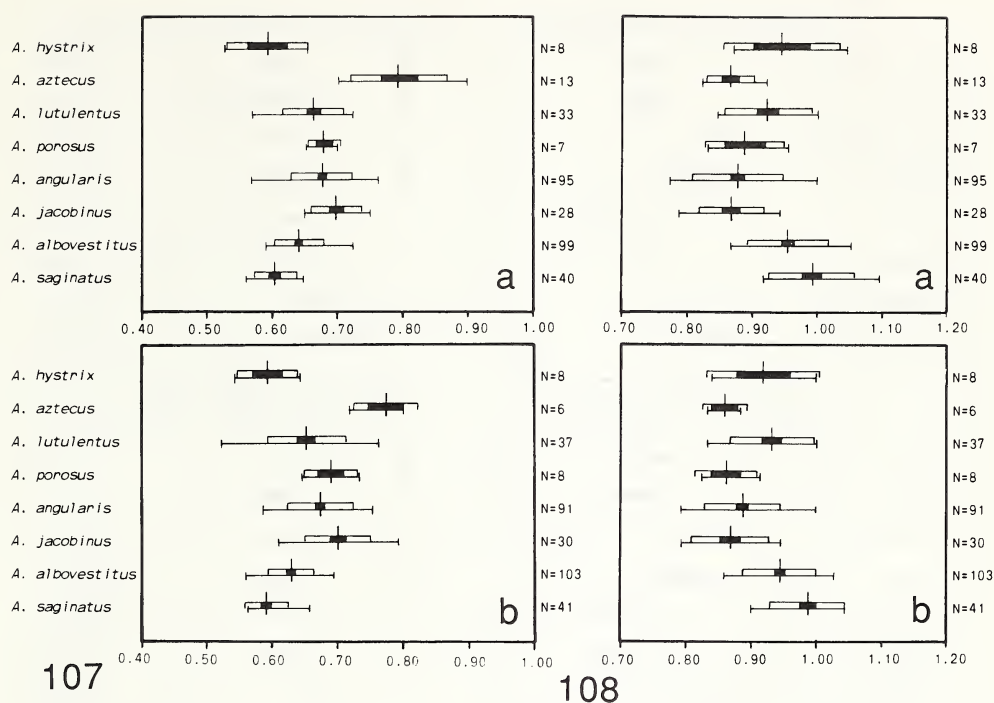 A. hystrix N=8 N=8
A. aztecus N=13 N=13
A. lutulentus N=33 N=33
A. porosus N=7 N=7
A. angularis N=95 N=95
A. jacobinus N=28 N=28
A. albovestitus N=99 N=99
A. saginatus a N=40 a N=40
0.40 0.50 0.60 0.70 0.80 0.90 1.00 0.70 0.80 0.90 1.00 1.10 1.20
A. hystrix N=8 N=8
A. aztecus N=6 N=6
A. lutulentus N=37 N=37
A. porosus N=8 N=8
A. angularis N=91 N=91
A. jacobinus N=30 N=30
A. albovestitus N=103 N=103
A. saginatus b N=41 b N=41
0.40 0.50 0.60 0.70 0.80 0.90 1.00 0.70 0.80 0.90 1.00 1.10 1.20
107 108